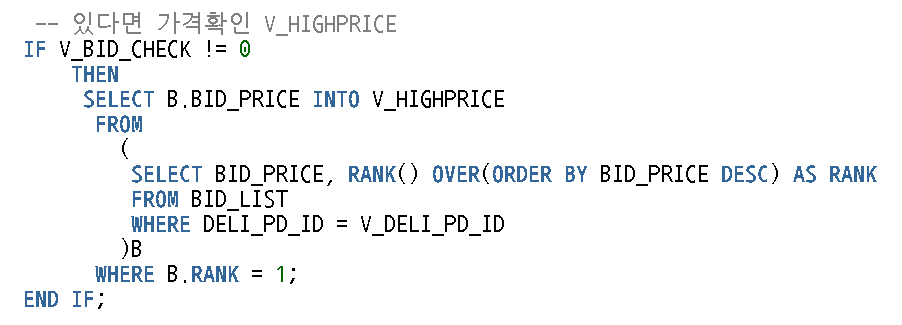 -- 있다면 가격확인 V_HIGHPRICE
IF V_BID_CHECK != 0
THEN
SELECT B.BID_PRICE INTO V_HIGHPRICE
FROM
(
SELECT BID_PRICE, RANK() OVER(ORDER BY BID_PRICE DESC) AS RANK
FROM BID_LIST
WHERE DELI_PD_ID = V_DELI_PD_ID
)B
WHERE B.RANK = 1;
END IF;